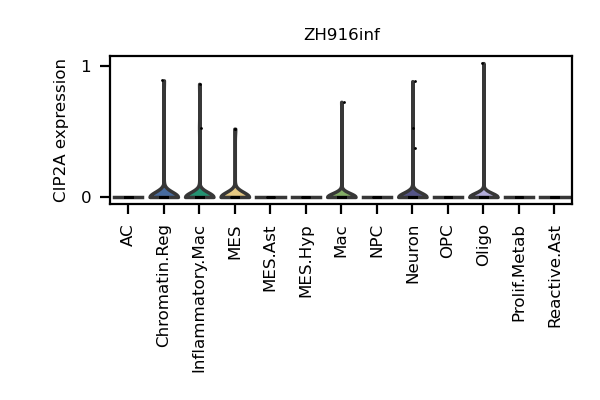 ZH916inf
CIP2A expression
1
0
AC
Chromatin.Reg
Inflammatory.Mac
MES
MES.Ast
MES.Hyp
Mac
NPC
Neuron
OPC
Oligo
Prolif.Metab
Reactive.Ast